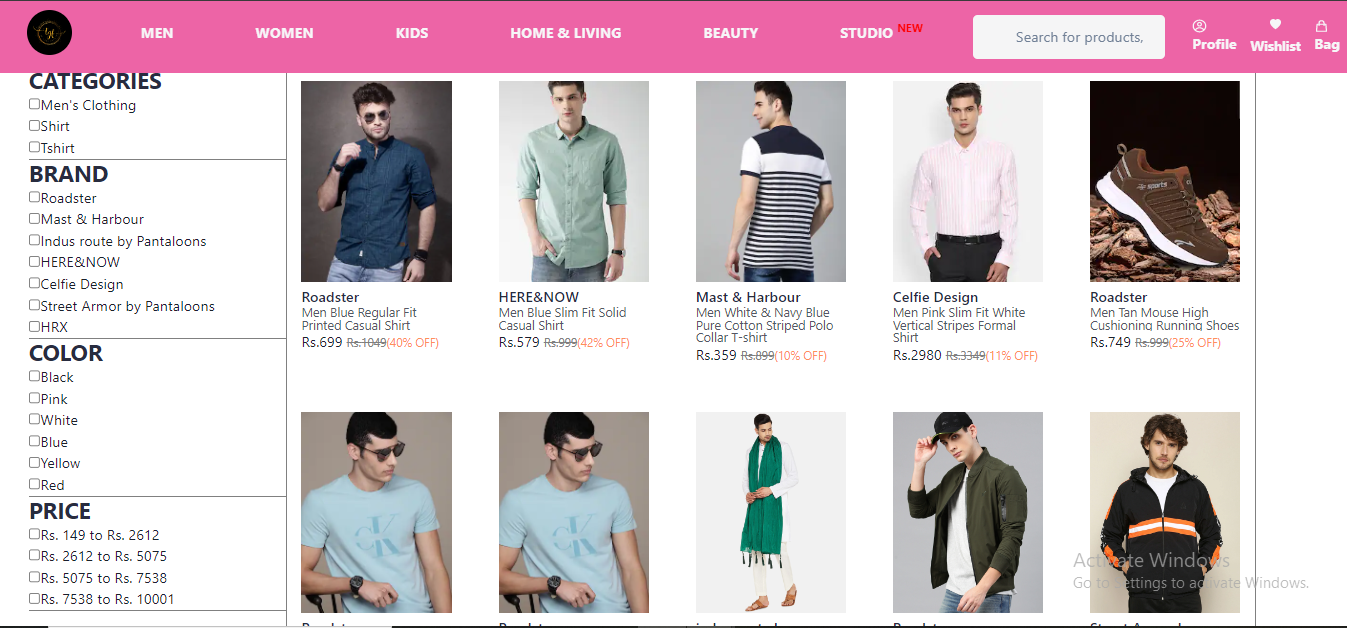 MEN
WOMEN
KIDS
HOME & LIVING
BEAUTY
STUDIO NEW
Search for products,
Profile
Wishlist
Bag
CATEGORIES
Men's Clothing
Shirt
Tshirt
BRAND
Roadster
Mast & Harbour
Indus route by Pantaloons
HERE&NOW
Celfie Design
Street Armor by Pantaloons
HRX
COLOR
Black
Pink
White
Blue
Yellow
Red
PRICE
Rs. 149 to Rs. 2612
Rs. 2612 to Rs. 5075
Rs. 5075 to Rs. 7538
Rs. 7538 to Rs. 10001
Roadster
Men Blue Regular Fit
Printed Casual Shirt
Rs.699 Rs.1049(40% OFF)
HERE&NOW
Men Blue Slim Fit Solid
Casual Shirt
Rs.579 Rs.999(42% OFF)
Mast & Harbour
Men White & Navy Blue
Pure Cotton Striped Polo
Collar T-shirt
Rs.359 Rs.899(10% OFF)
Celfie Design
Men Pink Slim Fit White
Vertical Stripes Formal
Shirt
Rs.2980 Rs.3349(11% OFF)
sports
Roadster
Men Tan Mouse High
Cushioning Running Shoes
Rs.749 Rs.999(25% OFF)
CK
CK
Activate Windows
Go to Settings to activate Windows.